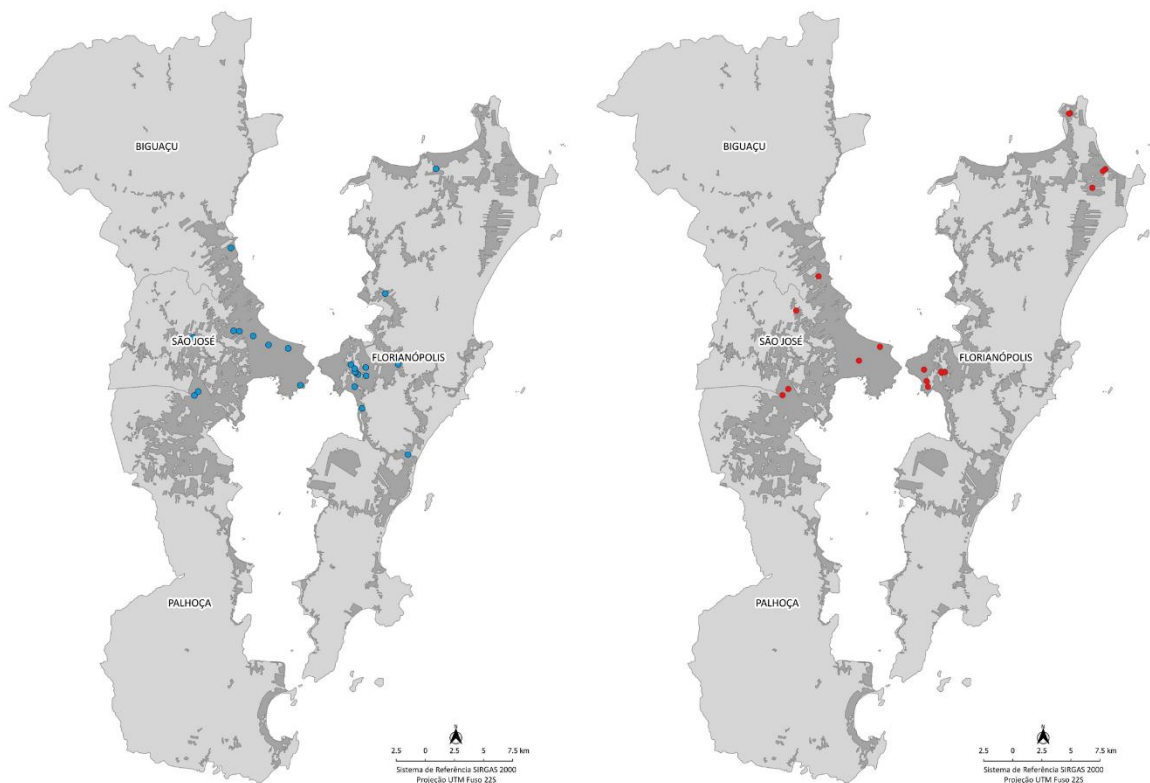 BIGUAÇU
SÃO JOSÉ
FLORIANÓPOLIS
PALHOÇA
N
2.5 0 2.5 5 7.5 km
Sistema de Referência SIRGAS 2000
Projeção UTM Fuso 22S
BIGUAÇU
SÃO JOSÉ
FLORIANÓPOLIS
PALHOÇA
N
2.5 0 2.5 5 7.5 km
Sistema de Referência SIRGAS 2000
Projeção UTM Fuso 22S